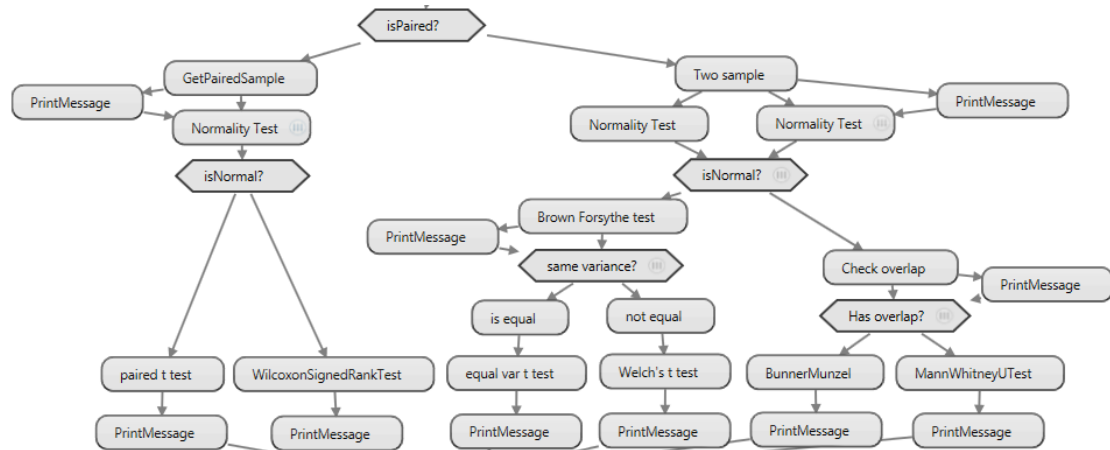 isPaired?
GetPairedSample
Two sample
PrintMessage
PrintMessage
Normality Test
Normality Test
Normality Test
isNormal?
isNormal?
Brown Forsythe test
PrintMessage
same variance?
Check overlap
PrintMessage
is equal
not equal
Has overlap?
paired t test
WilcoxonSignedRankTest
equal var t test
Welch's t test
BunnerMunzel
MannWhitneyUTest
PrintMessage
PrintMessage
PrintMessage
PrintMessage
PrintMessage
PrintMessage